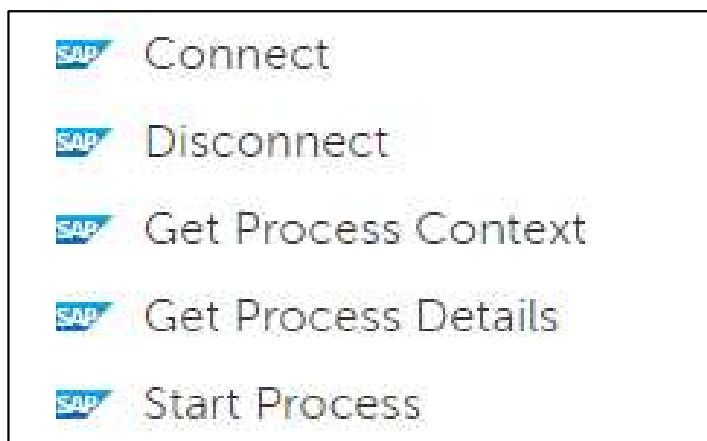 SAP Connect
SAP Disconnect
SAP Get Process Context
SAP Get Process Details
SAP Start Process